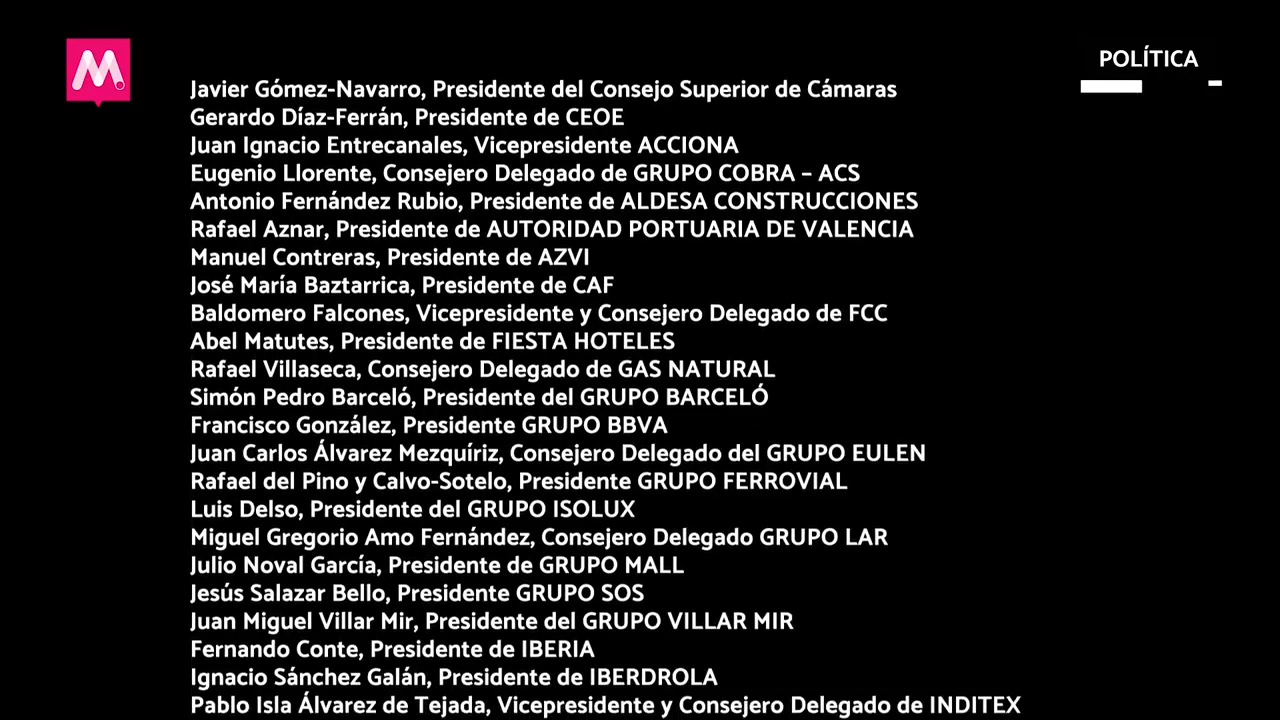 M.
POLÍTICA
Javier Gómez-Navarro, Presidente del Consejo Superior de Cámaras
Gerardo Díaz-Ferrán, Presidente de CEOE
Juan Ignacio Entrecanales, Vicepresidente ACCIONA
Eugenio Llorente, Consejero Delegado de GRUPO COBRA – ACS
Antonio Fernández Rubio, Presidente de ALDESA CONSTRUCCIONES
Rafael Aznar, Presidente de AUTORIDAD PORTUARIA DE VALENCIA
Manuel Contreras, Presidente de AZVI
José María Baztarrica, Presidente de CAF
Baldomero Falcones, Vicepresidente y Consejero Delegado de FCC
Abel Matutes, Presidente de FIESTA HOTELES
Rafael Villaseca, Consejero Delegado de GAS NATURAL
Simón Pedro Barceló, Presidente del GRUPO BARCELÓ
Francisco González, Presidente GRUPO BBVA
Juan Carlos Álvarez Mezquíriz, Consejero Delegado del GRUPO EULEN
Rafael del Pino y Calvo-Sotelo, Presidente GRUPO FERROVIAL
Luis Delso, Presidente del GRUPO ISOLUX
Miguel Gregorio Amo Fernández, Consejero Delegado GRUPO LAR
Julio Noval García, Presidente de GRUPO MALL
Jesús Salazar Bello, Presidente GRUPO SOS
Juan Miguel Villar Mir, Presidente del GRUPO VILLAR MIR
Fernando Conte, Presidente de IBERIA
Ignacio Sánchez Galán, Presidente de IBERDROLA
Pablo Isla Álvarez de Tejada, Vicepresidente y Consejero Delegado de INDITEX